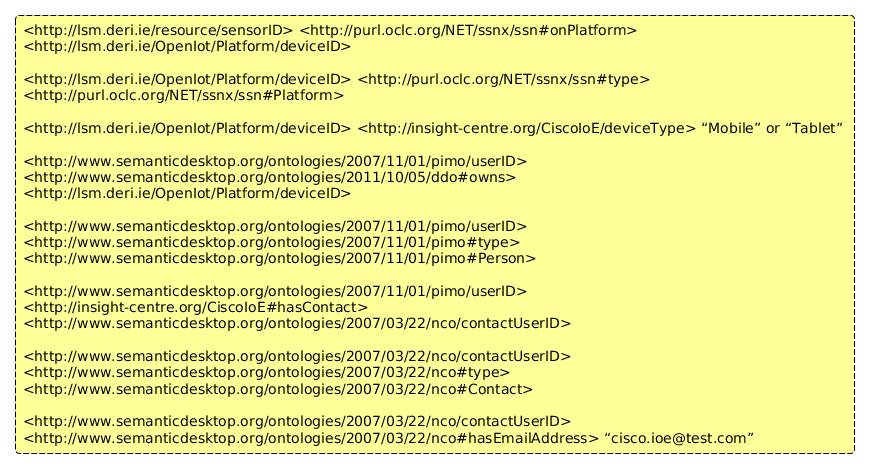 <http://lsm.deri.ie/resource/sensorID> <http://purl.oclc.org/NET/ssnx/ssn#onPlatform>
<http://lsm.deri.ie/OpenIot/Platform/deviceID>
<http://lsm.deri.ie/OpenIot/Platform/deviceID> <http://purl.oclc.org/NET/ssnx/ssn#type>
<http://purl.oclc.org/NET/ssnx/ssn#Platform>
<http://lsm.deri.ie/OpenIot/Platform/deviceID> <http://insight-centre.org/CiscoIoE/deviceType> “Mobile” or “Tablet”
<http://www.semanticdesktop.org/ontologies/2007/11/01/pimo/userID>
<http://www.semanticdesktop.org/ontologies/2011/10/05/ddo#owns>
<http://lsm.deri.ie/OpenIot/Platform/deviceID>
<http://www.semanticdesktop.org/ontologies/2007/11/01/pimo/userID>
<http://www.semanticdesktop.org/ontologies/2007/11/01/pimo#type>
<http://www.semanticdesktop.org/ontologies/2007/11/01/pimo#Person>
<http://www.semanticdesktop.org/ontologies/2007/11/01/pimo/userID>
<http://insight-centre.org/CiscoIoE#hasContact>
<http://www.semanticdesktop.org/ontologies/2007/03/22/nco/contactUserID>
<http://www.semanticdesktop.org/ontologies/2007/03/22/nco/contactUserID>
<http://www.semanticdesktop.org/ontologies/2007/03/22/nco#type>
<http://www.semanticdesktop.org/ontologies/2007/03/22/nco#Contact>
<http://www.semanticdesktop.org/ontologies/2007/03/22/nco/contactUserID>
<http://www.semanticdesktop.org/ontologies/2007/03/22/nco#hasEmailAddress> “cisco.ioe@test.com”